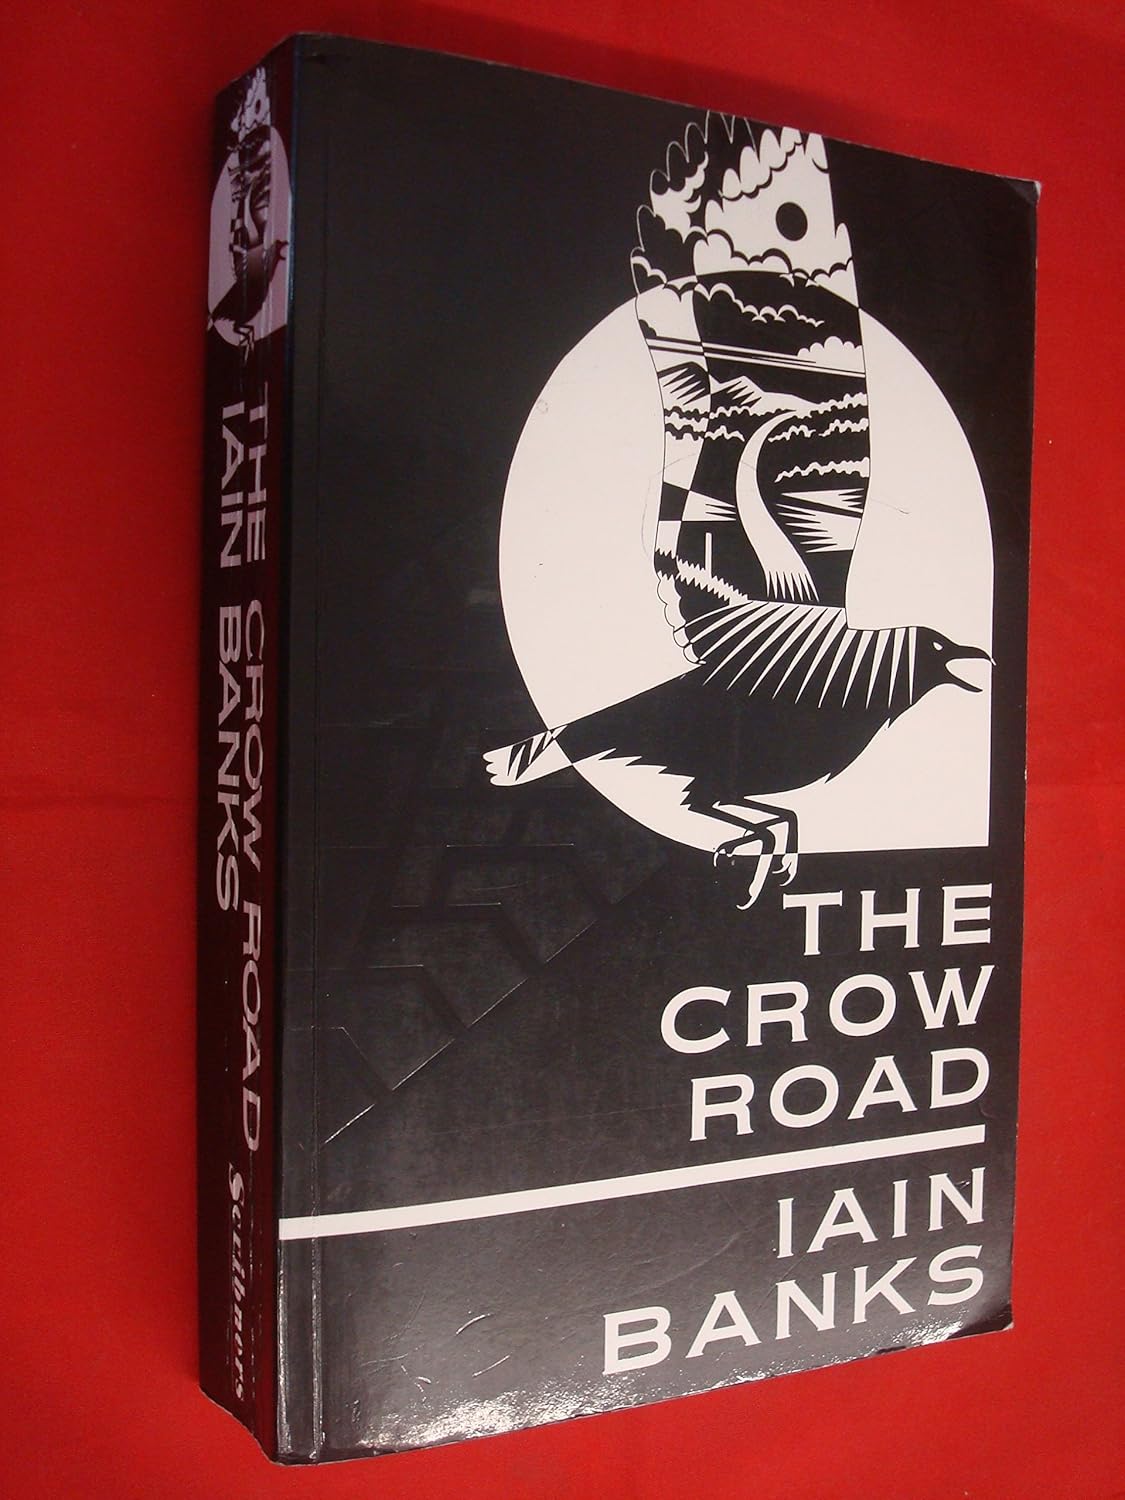 THE CROW ROAD
IAIN BANKS
Scribners
THE
CROW
ROAD
IAIN
BANKS